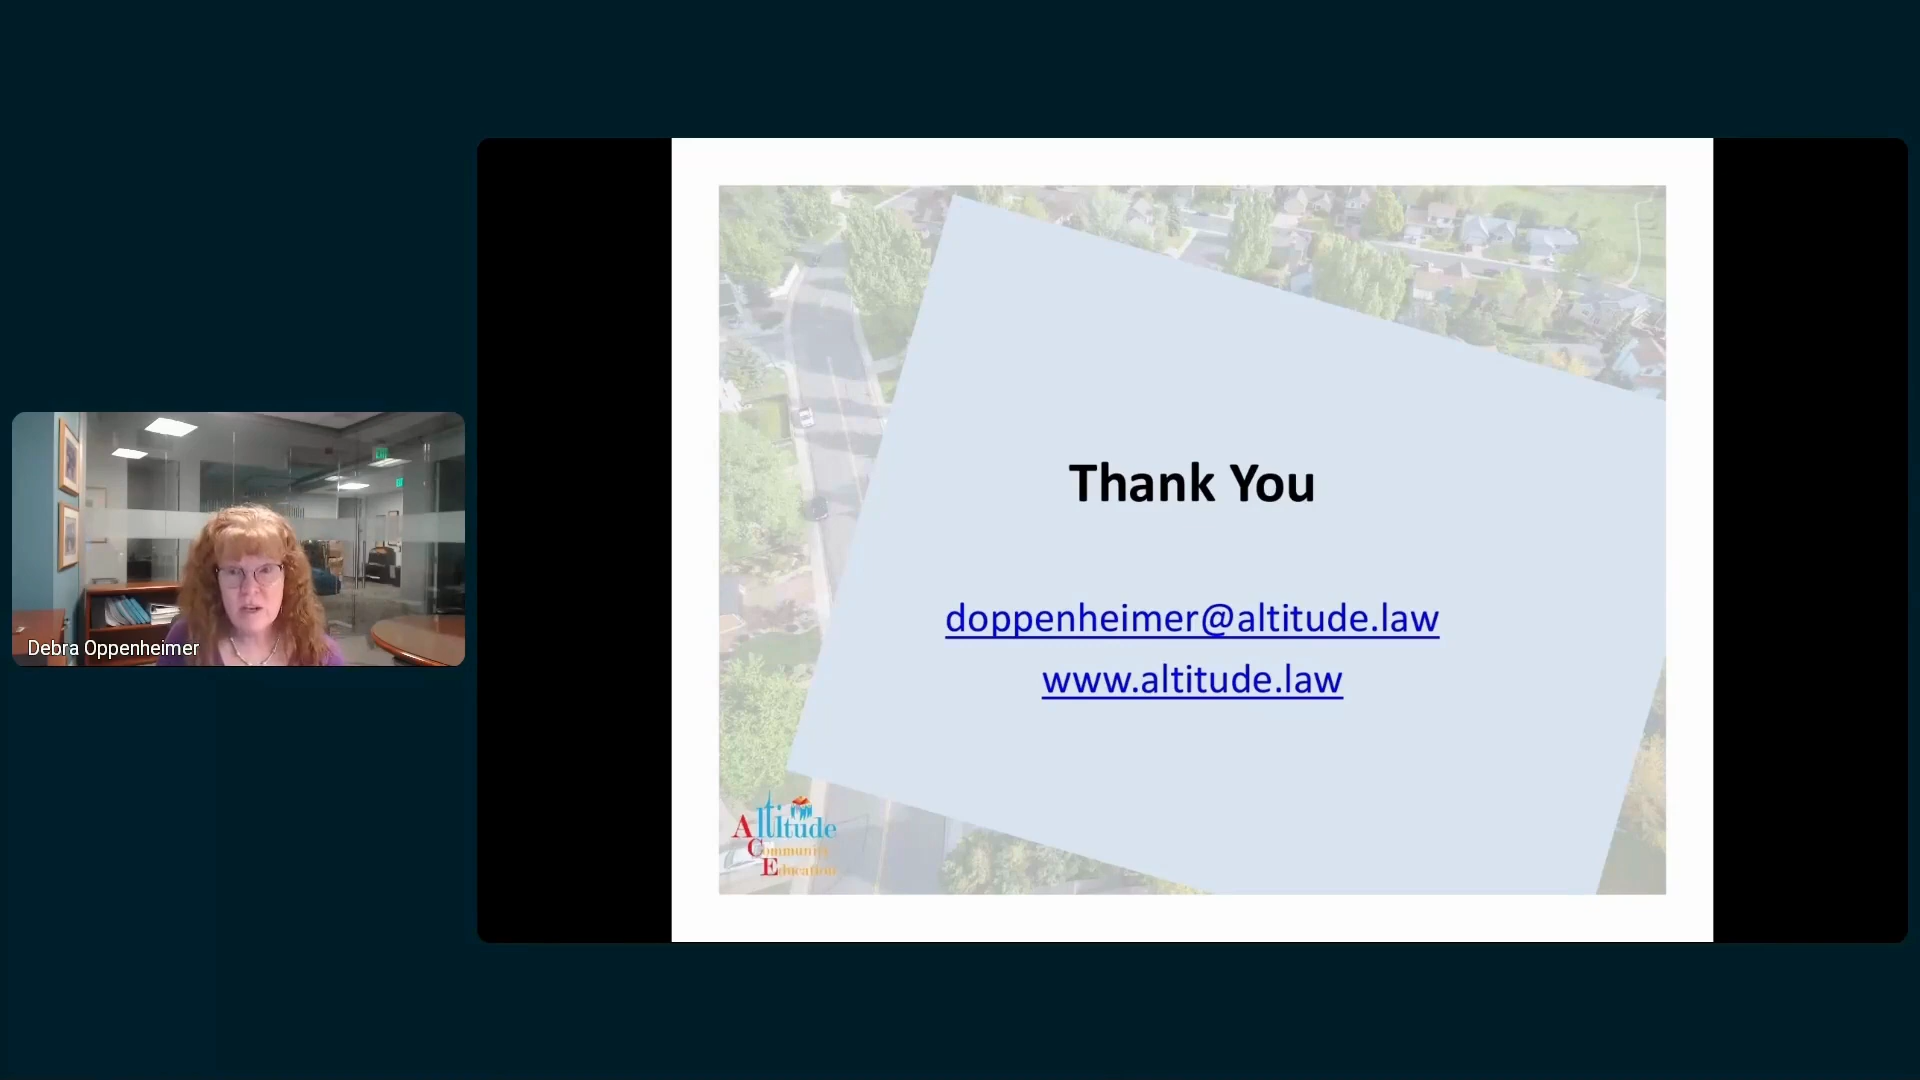 Debra Oppenheimer
Thank You
doppenheimer@altitude.law
www.altitude.law
Altitude
Community
Education